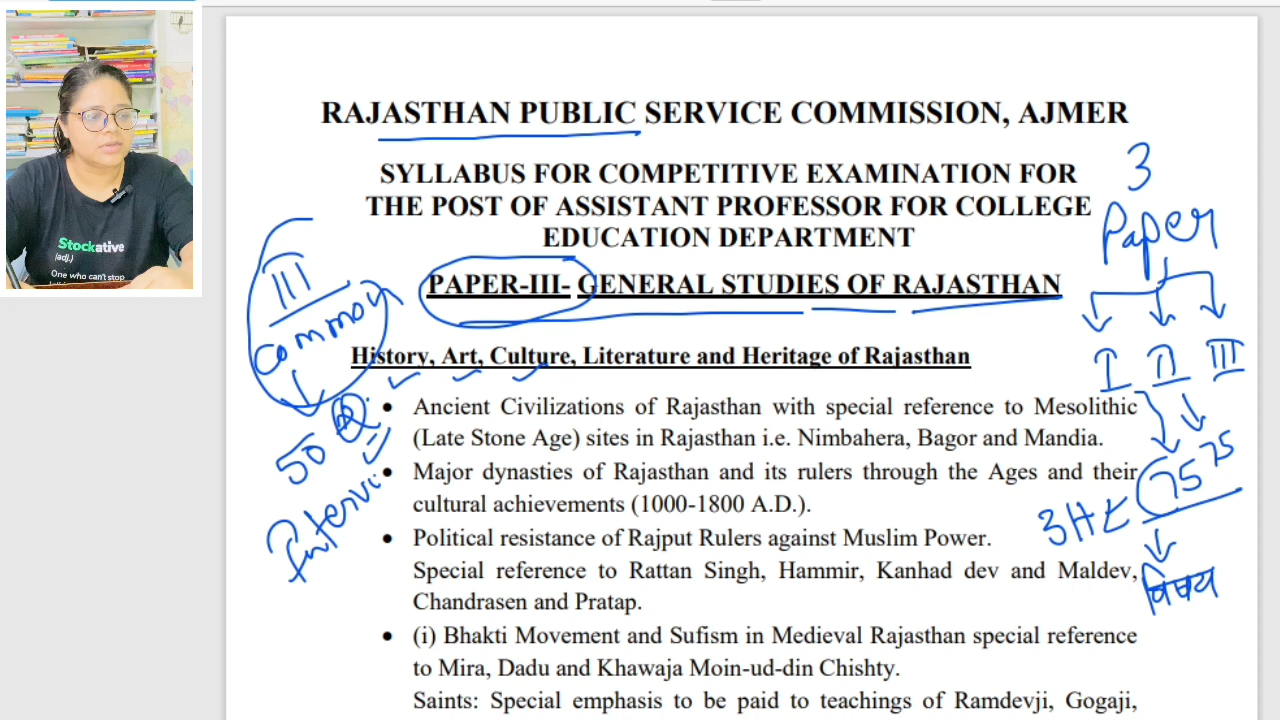 RAJASTHAN PUBLIC SERVICE COMMISSION, AJMER
SYLLABUS FOR COMPETITIVE EXAMINATION FOR
THE POST OF ASSISTANT PROFESSOR FOR COLLEGE
EDUCATION DEPARTMENT
PAPER-III- GENERAL STUDIES OF RAJASTHAN
History, Art, Culture, Literature and Heritage of Rajasthan
• Ancient Civilizations of Rajasthan with special reference to Mesolithic
(Late Stone Age) sites in Rajasthan i.e. Nimbahera, Bagor and Mandia.
• Major dynasties of Rajasthan and its rulers through the Ages and their
cultural achievements (1000-1800 A.D.).
• Political resistance of Rajput Rulers against Muslim Power.
Special reference to Rattan Singh, Hammir, Kanhad dev and Maldev,
Chandrasen and Pratap.
• (i) Bhakti Movement and Sufism in Medieval Rajasthan special reference
to Mira, Dadu and Khawaja Moin-ud-din Chishty.
Saints: Special emphasis to be paid to teachings of Ramdevji, Gogaji,
Stockative
(adj.)
One who can't stop
III
common
50 Q.
3
Paper
I II III
75 75
विषय